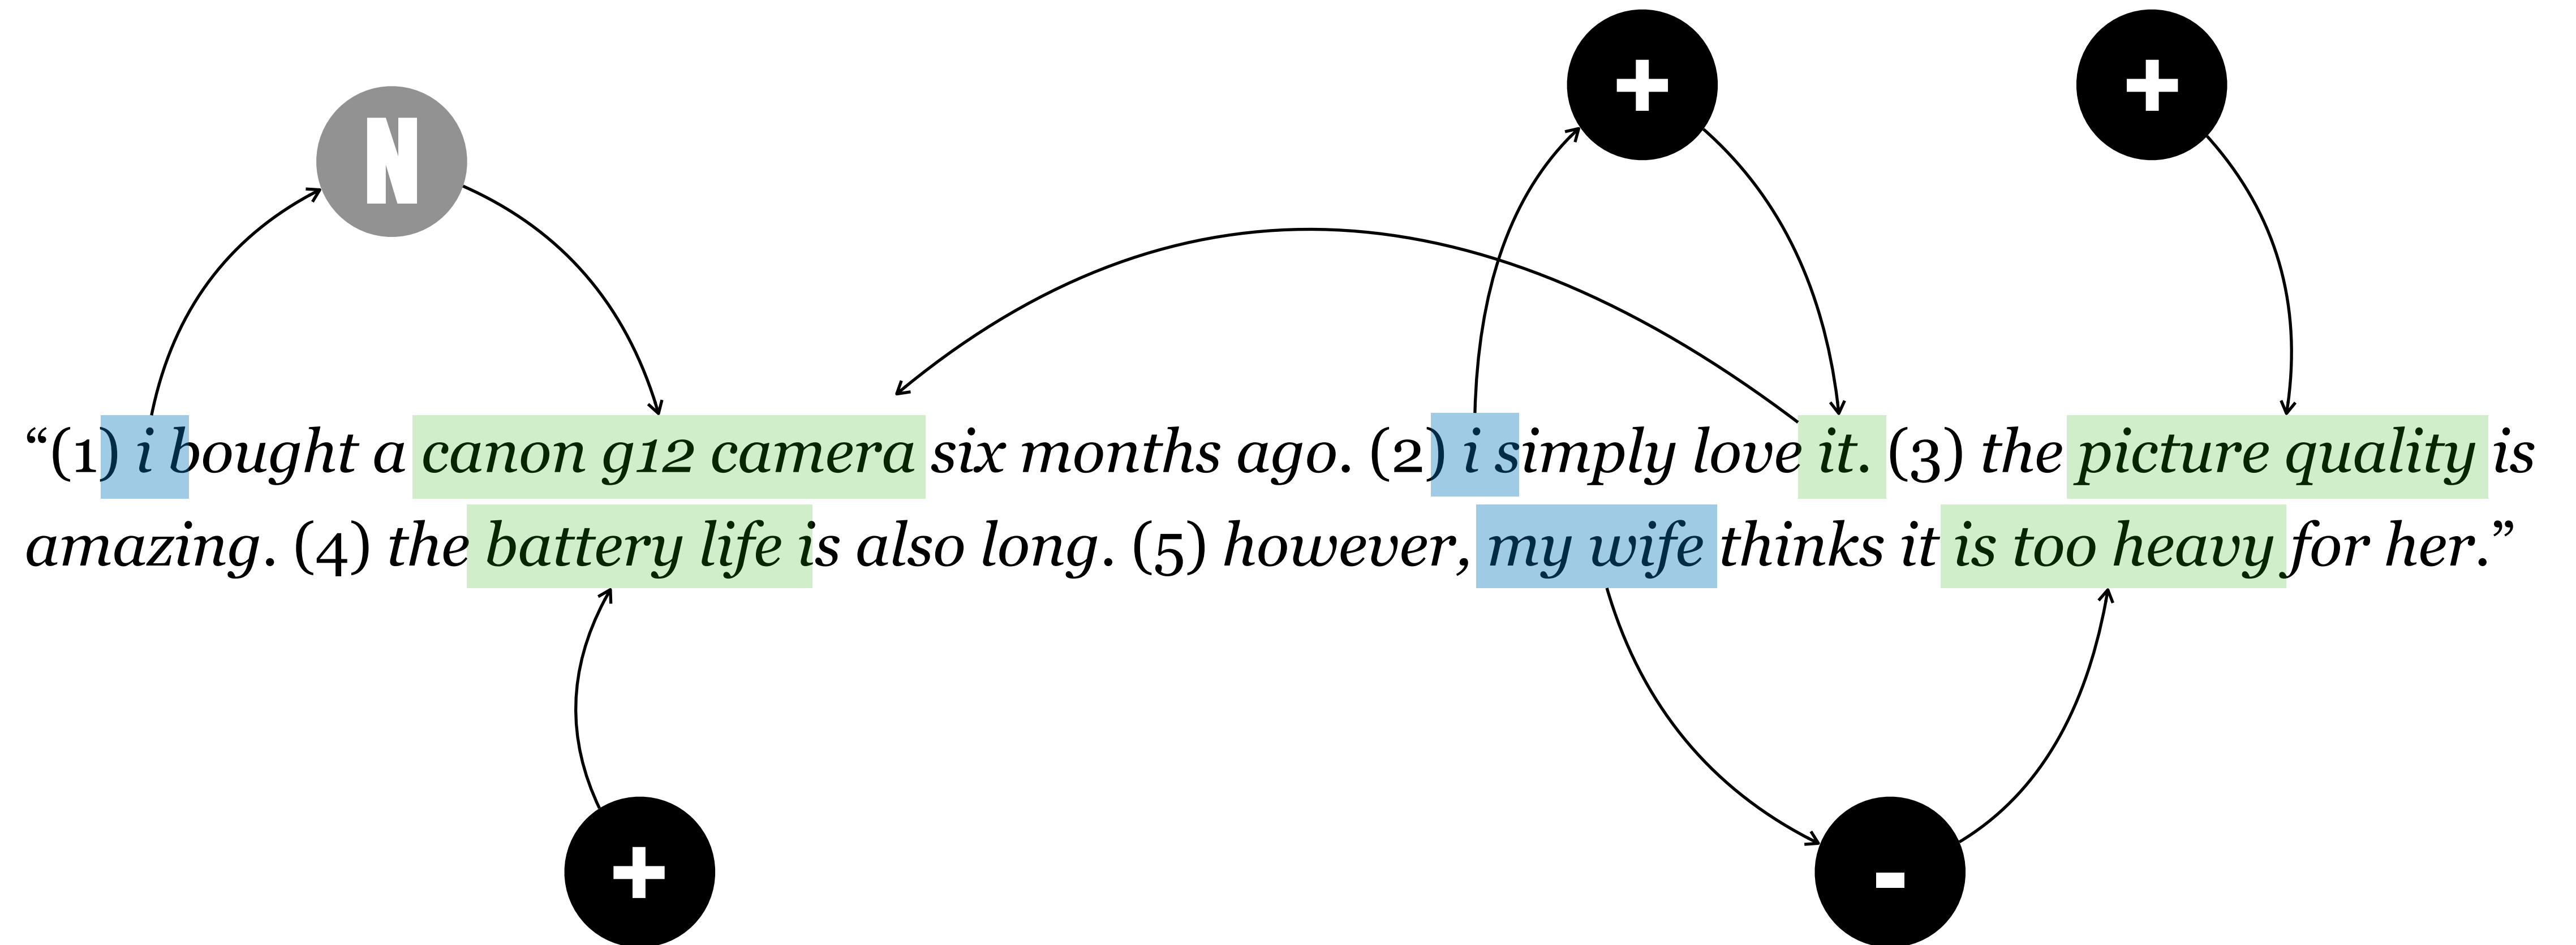 + +
N
“(1) i bought a canon g12 camera six months ago. (2) i simply love it. (3) the picture quality is
amazing. (4) the battery life is also long. (5) however, my wife thinks it is too heavy for her.”
+ -